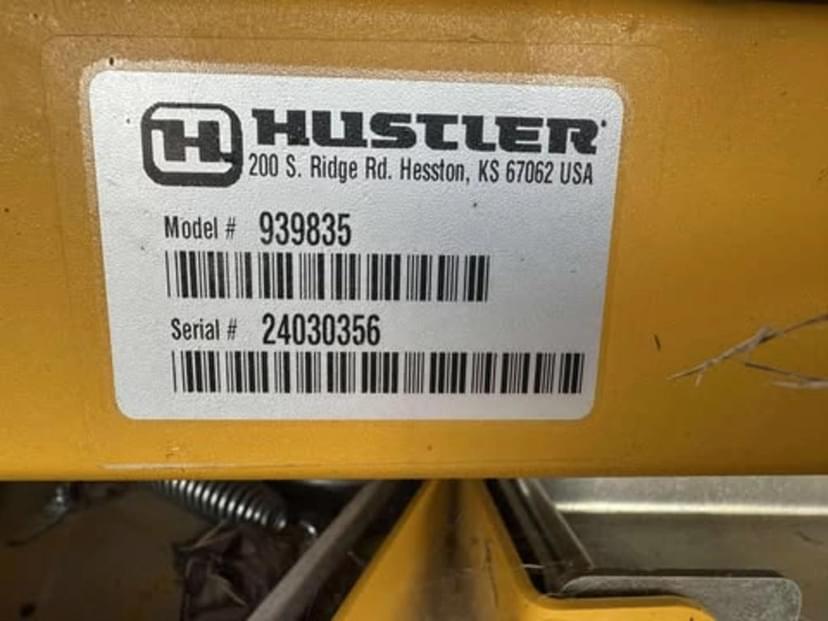 H HUSTLER
200 S. Ridge Rd. Hesston, KS 67062 USA
Model # 939835
Serial # 24030356